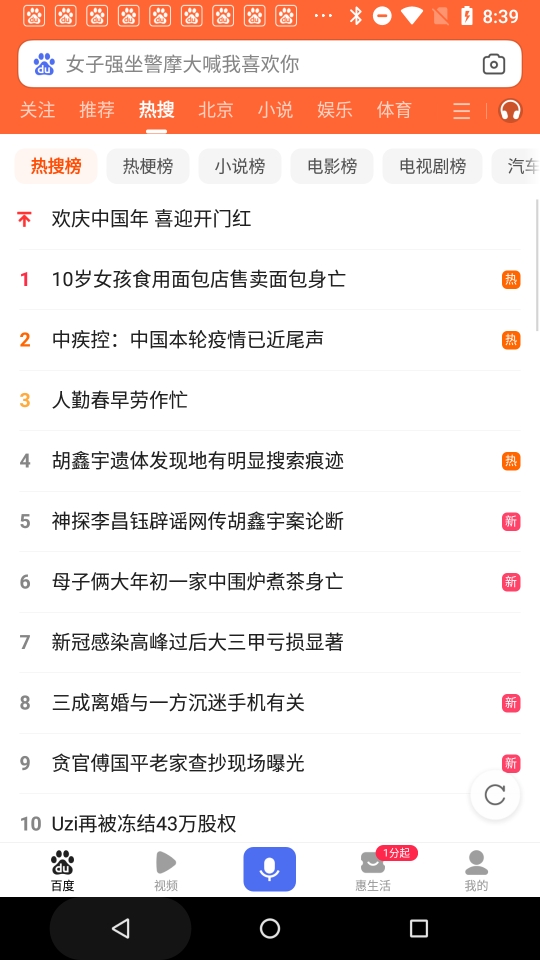 8:39
女子强坐警摩大喊我喜欢你
关注 推荐 热搜 北京 小说 娱乐 体育
热搜榜 热梗榜 小说榜 电影榜 电视剧榜 汽车
欢庆中国年 喜迎开门红
1 10岁女孩食用面包店售卖面包身亡 热
2 中疾控：中国本轮疫情已近尾声 热
3 人勤春早劳作忙
4 胡鑫宇遗体发现地有明显搜索痕迹 热
5 神探李昌钰辟谣网传胡鑫宇案论断 新
6 母子俩大年初一家中围炉煮茶身亡 新
7 新冠感染高峰过后大三甲亏损显著
8 三成离婚与一方沉迷手机有关 新
9 贪官傅国平老家查抄现场曝光 新
10 Uzi再被冻结43万股权
1分起
百度 视频 惠生活 我的